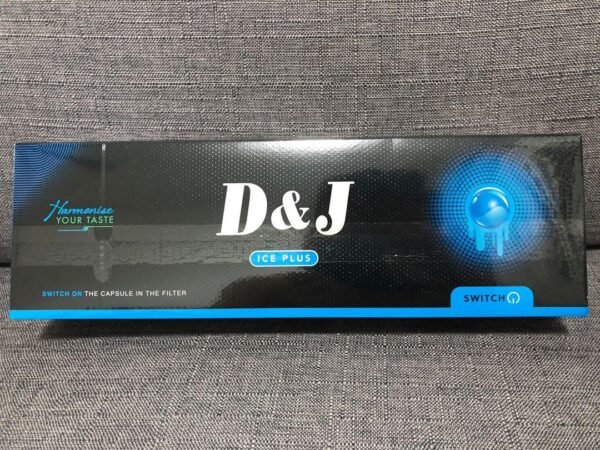 Harmonise
YOUR TASTE
D&J
ICE PLUS
SWITCH ON THE CAPSULE IN THE FILTER
SWITCH